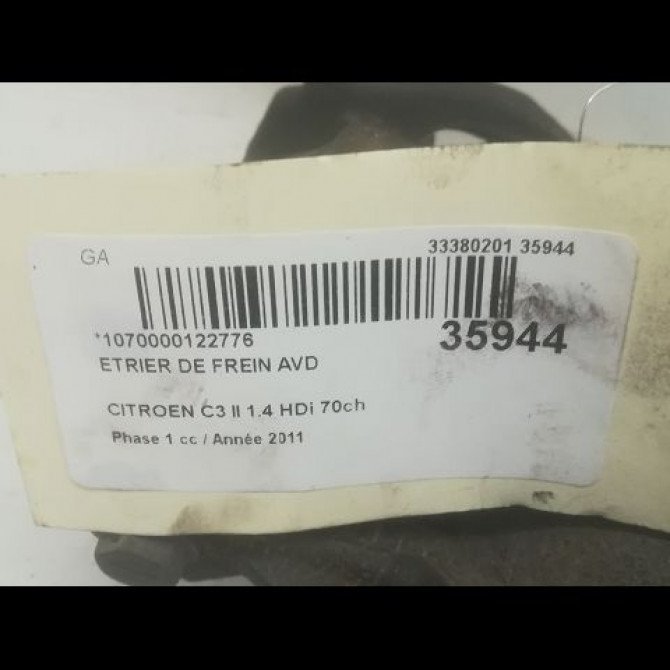 GA
33380201 35944
*1070000122776
35944
ETRIER DE FREIN AVD
CITROEN C3 II 1.4 HDi 70ch
Phase 1 cc / Année 2011